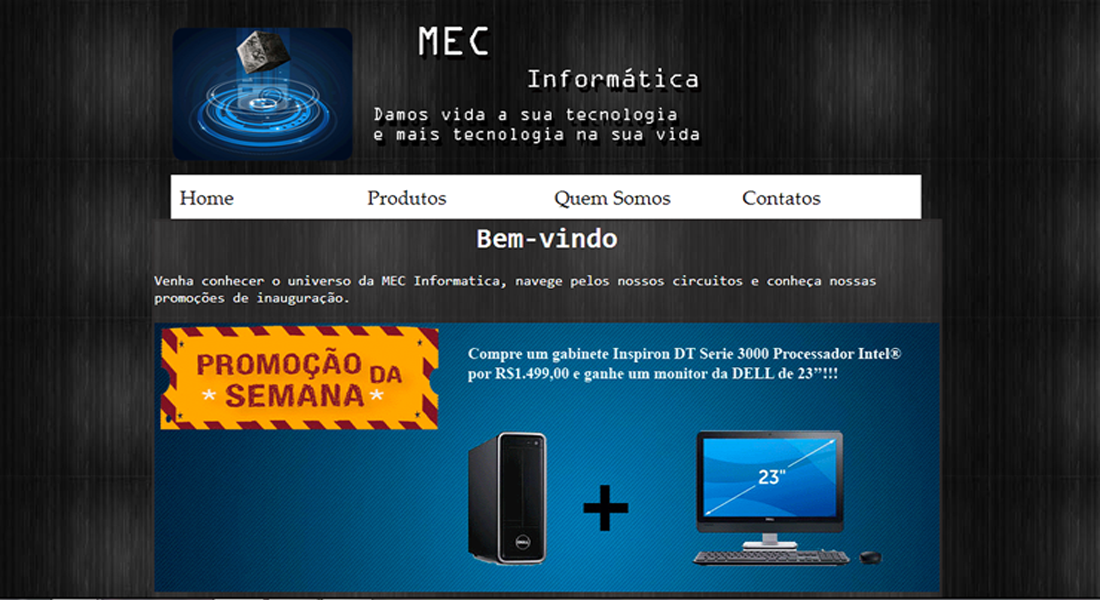 MEC
Informática
Damos vida a sua tecnologia
e mais tecnologia na sua vida
Home Produtos Quem Somos Contatos
Bem-vindo
Venha conhecer o universo da MEC Informatica, navege pelos nossos circuitos e conheça nossas
promoções de inauguração.
PROMOÇÃO DA
SEMANA
Compre um gabinete Inspiron DT Serie 3000 Processador Intel®
por R$1.499,00 e ganhe um monitor da DELL de 23”!!!
23"
DELL
DELL